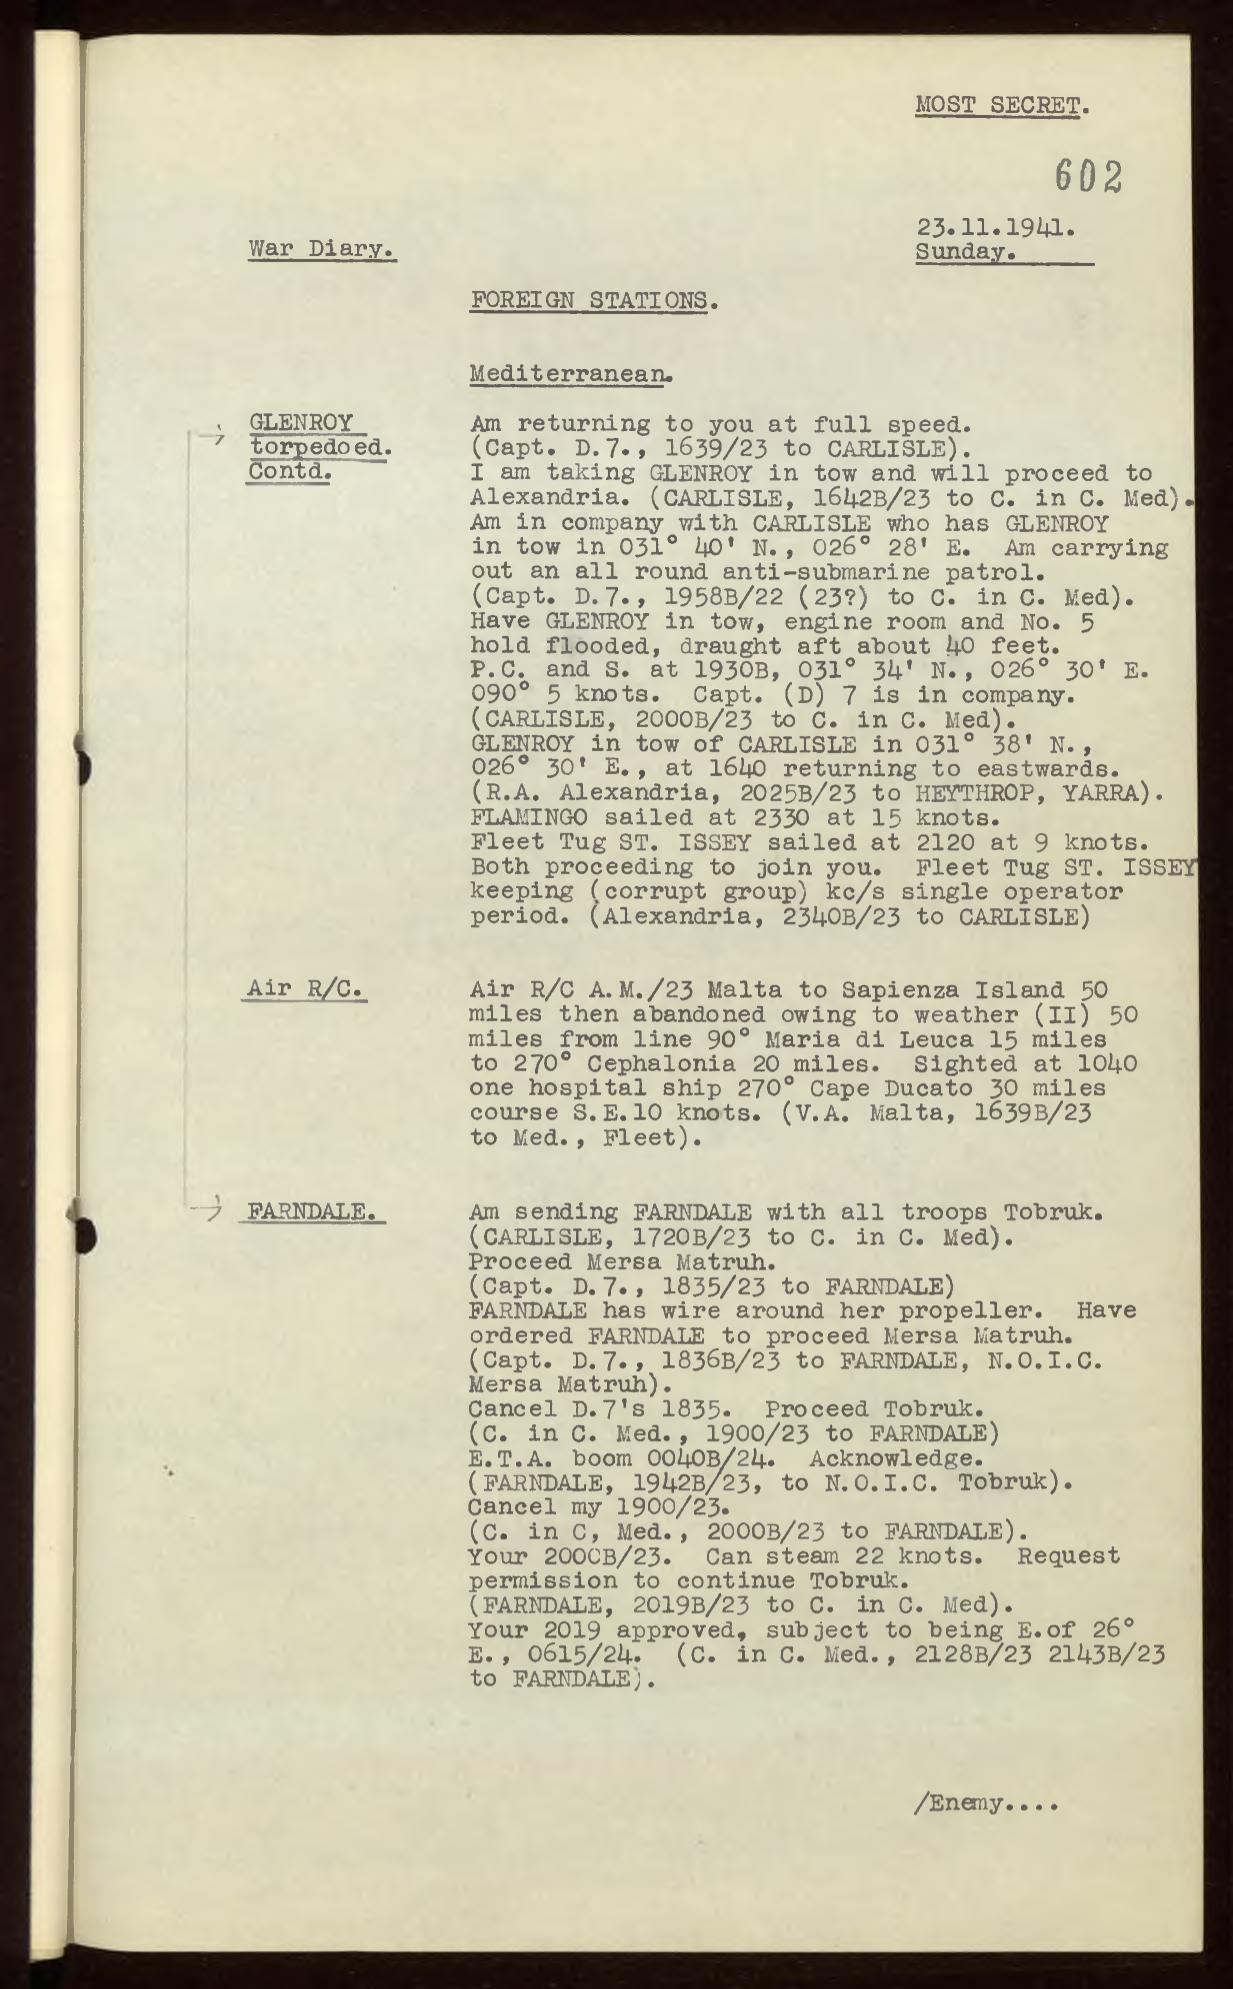 MOST SECRET.
602
23.11.1941.
War Diary.
Sunday.
FOREIGN STATIONS.
Mediterranean.
GLENROY
torpedoed.
Contd.
Am returning to you at full speed.
(Capt. D.7., 1639/23 to CARLISLE).
I am taking GLENROY in tow and will proceed to
Alexandria. (CARLISLE, 1642B/23 to C. in C. Med).
Am in company with CARLISLE who has GLENROY
in tow in 031° 40' N., 026° 28' E. Am carrying
out an all round anti-submarine patrol.
(Capt. D.7., 1958B/22 (23?) to C. in C. Med).
Have GLENROY in tow, engine room and No. 5
hold flooded, draught aft about 40 feet.
P.C. and S. at 1930B, 031° 34' N., 026° 30' E.
090° 5 knots. Capt. (D) 7 is in company.
(CARLISLE, 2000B/23 to C. in C. Med).
GLENROY in tow of CARLISLE in 031° 38' N.,
026° 30' E., at 1640 returning to eastwards.
(R.A. Alexandria, 2025B/23 to HEYTHROP, YARRA).
FLAMINGO sailed at 2330 at 15 knots.
Fleet Tug ST. ISSEY sailed at 2120 at 9 knots.
Both proceeding to join you. Fleet Tug ST. ISSEY
keeping (corrupt group) kc/s single operator
period. (Alexandria, 2340B/23 to CARLISLE)
Air R/C.
Air R/C A.M./23 Malta to Sapienza Island 50
miles then abandoned owing to weather (II) 50
miles from line 90° Maria di Leuca 15 miles
to 270° Cephalonia 20 miles. Sighted at 1040
one hospital ship 270° Cape Ducato 30 miles
course S.E.10 knots. (V.A. Malta, 1639B/23
to Med., Fleet).
FARNDALE.
Am sending FARNDALE with all troops Tobruk.
(CARLISLE, 1720B/23 to C. in C. Med).
Proceed Mersa Matruh.
(Capt. D.7., 1835/23 to FARNDALE)
FARNDALE has wire around her propeller. Have
ordered FARNDALE to proceed Mersa Matruh.
(Capt. D.7., 1836B/23 to FARNDALE, N.O.I.C.
Mersa Matruh).
Cancel D.7's 1835. Proceed Tobruk.
(C. in C. Med., 1900/23 to FARNDALE)
E.T.A. boom 0040B/24. Acknowledge.
(FARNDALE, 1942B/23, to N.O.I.C. Tobruk).
Cancel my 1900/23.
(C. in C, Med., 2000B/23 to FARNDALE).
Your 200CB/23. Can steam 22 knots. Request
permission to continue Tobruk.
(FARNDALE, 2019B/23 to C. in C. Med).
Your 2019 approved, subject to being E.of 26°
E., 0615/24. (C. in C. Med., 2128B/23 2143B/23
to FARNDALE).
/Enemy....